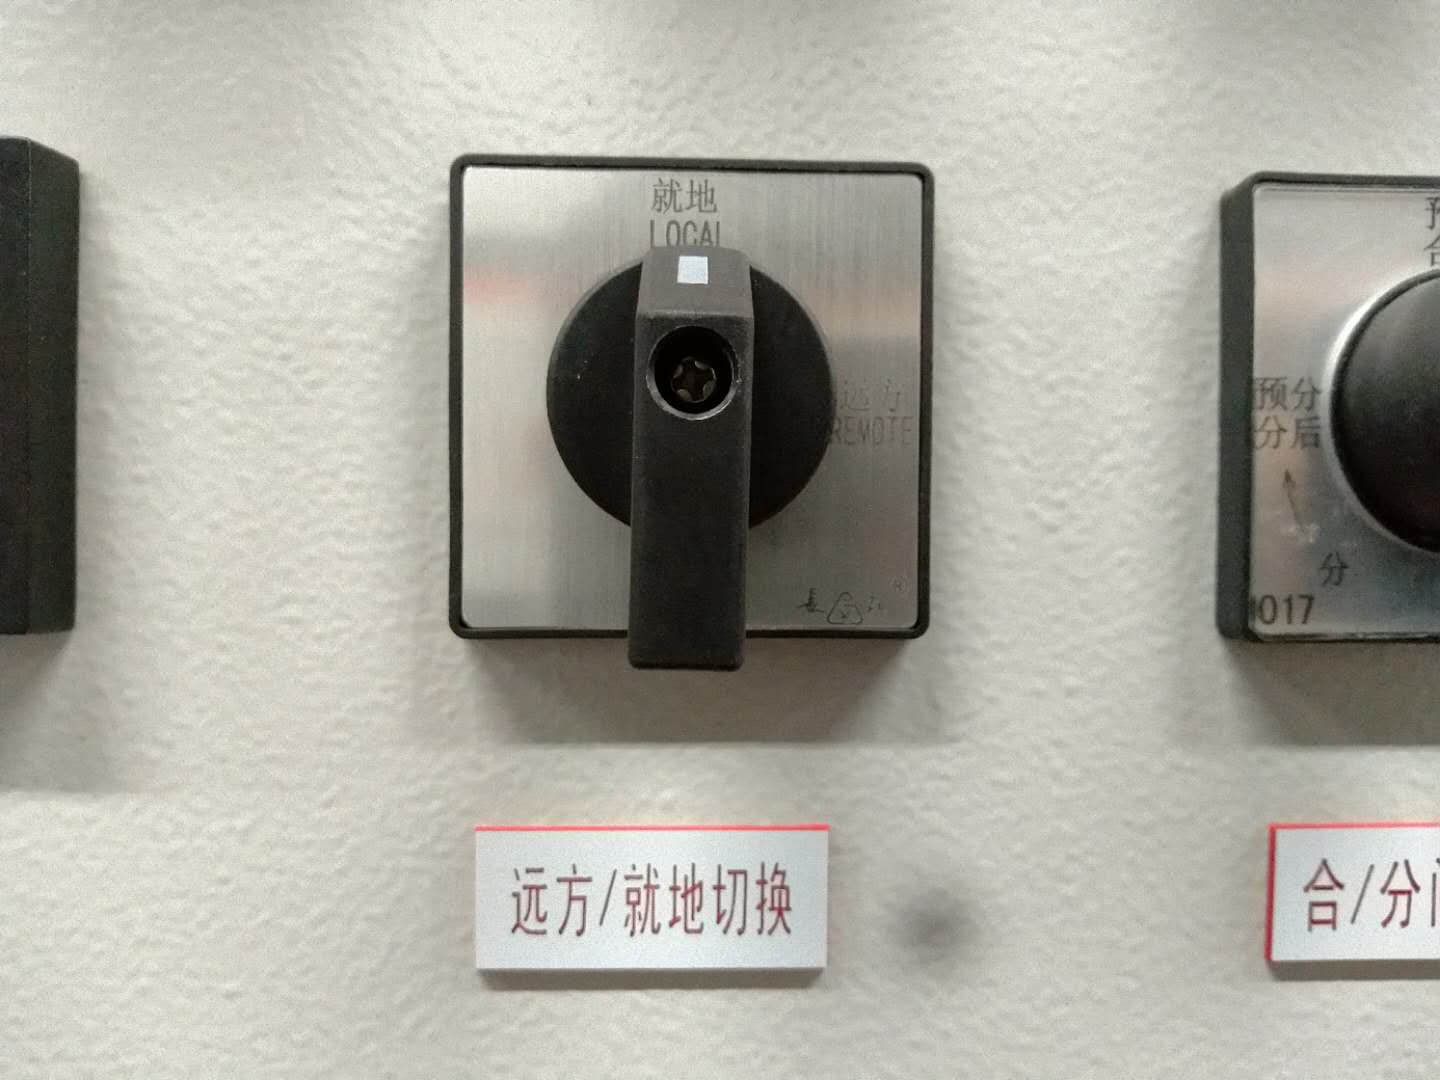 就地
LOCAL
远方
REMOTE
预分
分后
分
017
远方/就地切换
合/分